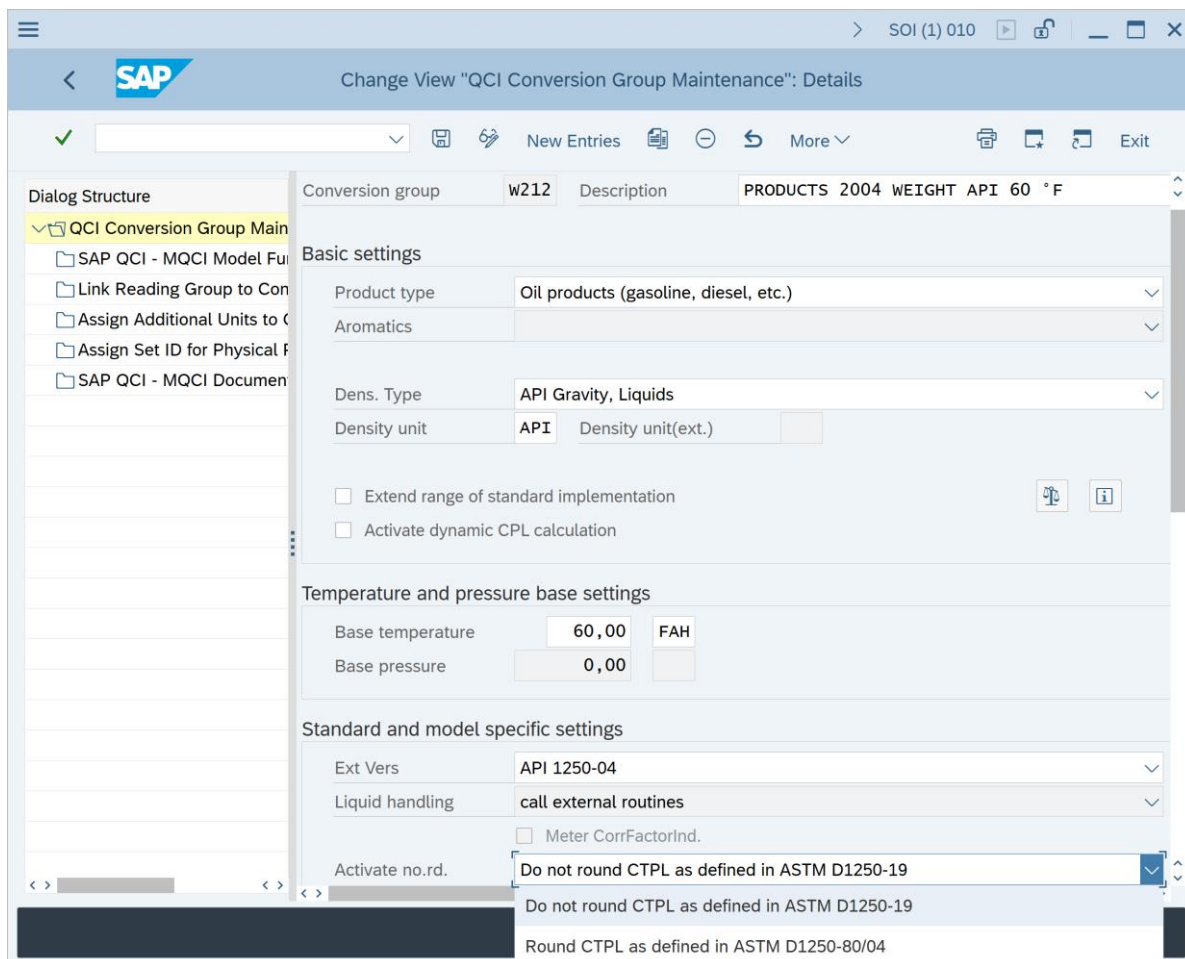 SOI (1) 010
SAP
Change View "QCI Conversion Group Maintenance": Details
New Entries More Exit
Dialog Structure
QCI Conversion Group Main
SAP QCI - MQCI Model Fu
Link Reading Group to Con
Assign Additional Units to
Assign Set ID for Physical
SAP QCI - MQCI Documen
Conversion group W212 Description PRODUCTS 2004 WEIGHT API 60 °F
Basic settings
Product type Oil products (gasoline, diesel, etc.)
Aromatics
Dens. Type API Gravity, Liquids
Density unit API Density unit(ext.)
Extend range of standard implementation
Activate dynamic CPL calculation
Temperature and pressure base settings
Base temperature 60,00 FAH
Base pressure 0,00
Standard and model specific settings
Ext Vers API 1250-04
Liquid handling call external routines
Meter CorrFactorInd.
Activate no.rd. Do not round CTPL as defined in ASTM D1250-19
Do not round CTPL as defined in ASTM D1250-19
Round CTPL as defined in ASTM D1250-80/04